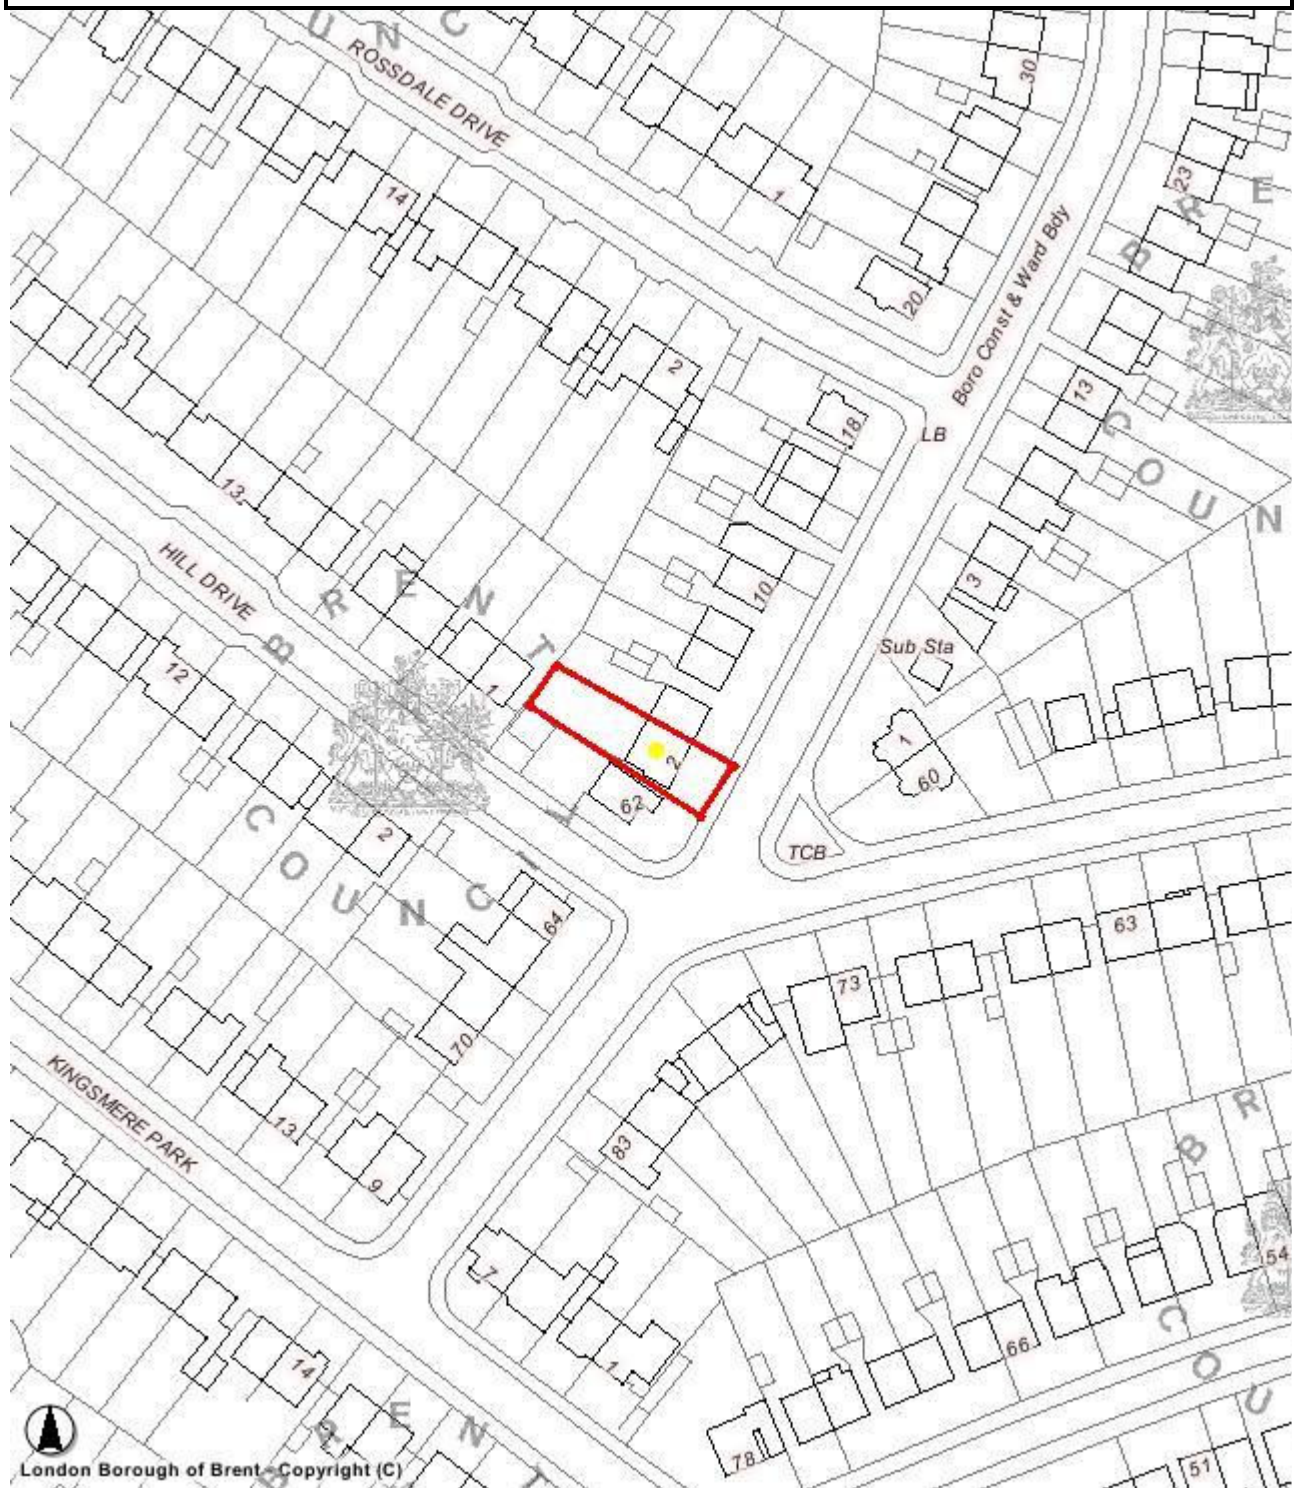 U N C
ROSSDALE DRIVE
30
23
14
1
B R E
20
Boro Const & Ward Bdy
2
13
18
LB
C O U N
13
HILL DRIVE
3
10
B R E N T
Sub Sta
12
1
2
1
60
62
2
TCB
C O U N C I L
64
63
73
70
KINGSMERE PARK
13
83
9
B R
7
54
1
66
14
C O U
B R E N T
78
51
London Borough of Brent - Copyright (C)